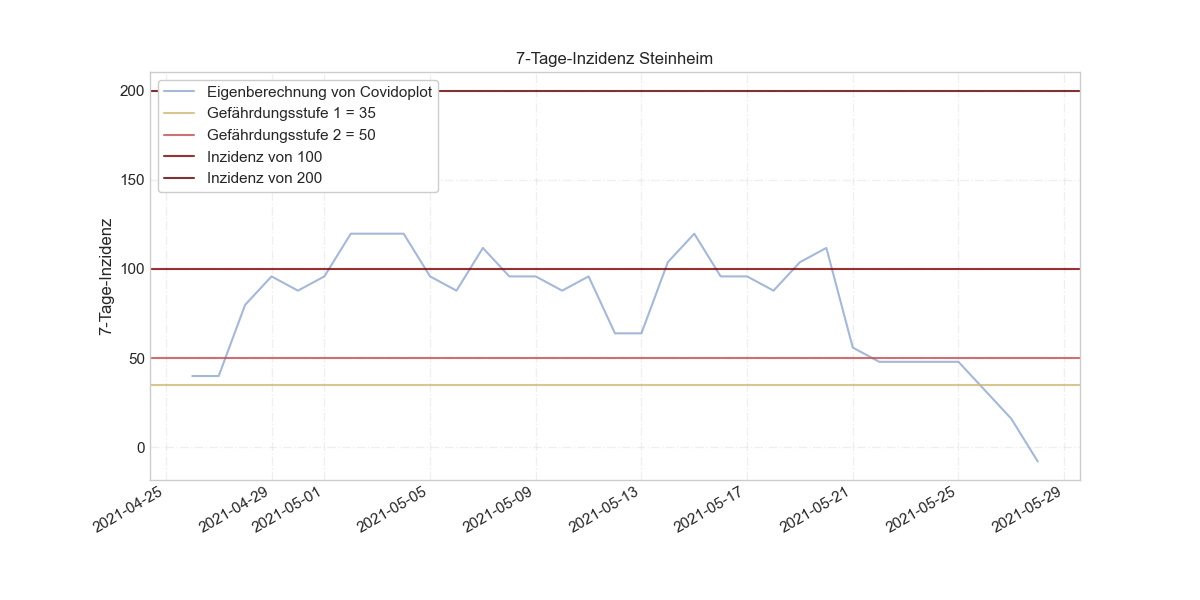 7-Tage-Inzidenz Steinheim
Eigenberechnung von Covidoplot
Gefährdungsstufe 1 = 35
Gefährdungsstufe 2 = 50
Inzidenz von 100
Inzidenz von 200
7-Tage-Inzidenz
200
150
100
50
0
2021-04-25
2021-04-29
2021-05-01
2021-05-05
2021-05-09
2021-05-13
2021-05-17
2021-05-21
2021-05-25
2021-05-29